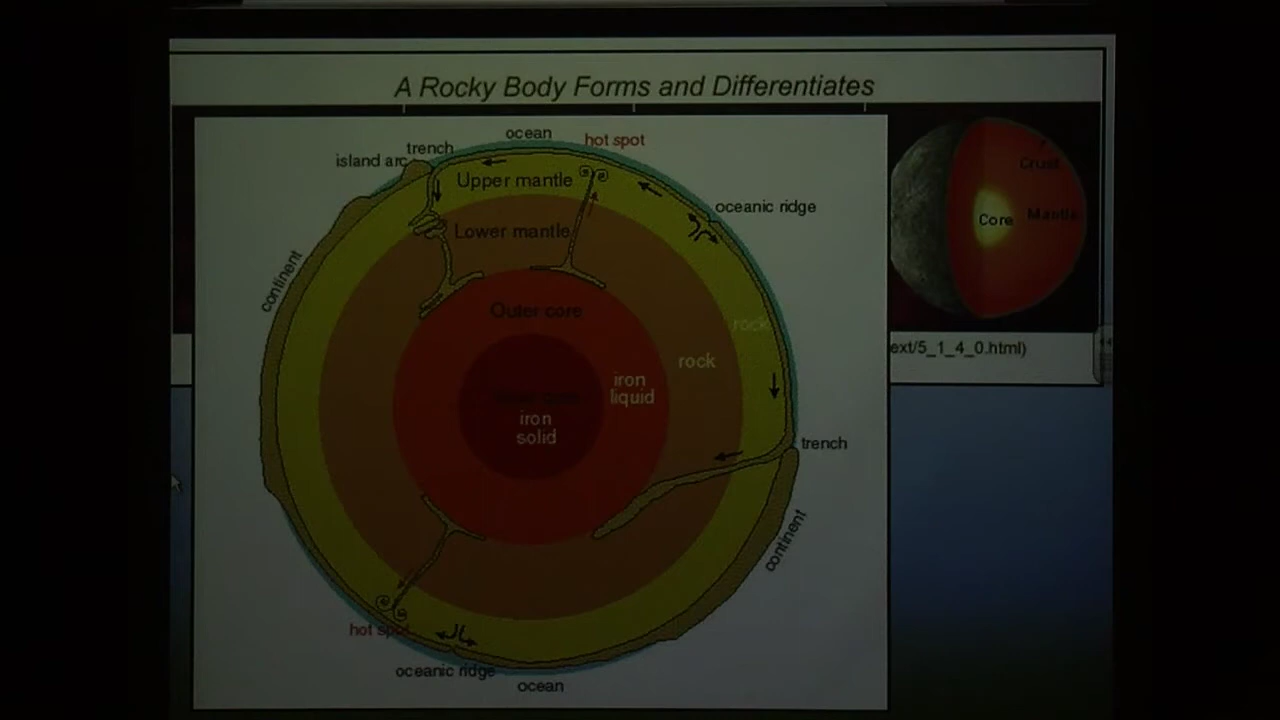 A Rocky Body Forms and Differentiates
ocean
hot spot
trench
island arc
Upper mantle
oceanic ridge
Lower mantle
continent
Outer core
rock
rock
iron
liquid
iron
solid
trench
continent
hot spot
oceanic ridge
ocean
Crust
Core
Mantle
ext/5_1_4_0.html)